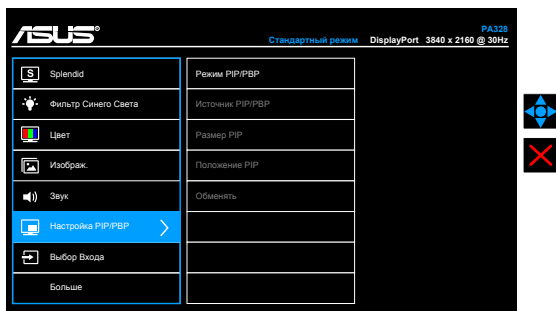 ASUS
PA328
Стандартный режим DisplayPort 3840 x 2160 @ 30Hz
S Splendid
Режим PIP/PBP
Фильтр Синего Света
Источник PIP/PBP
Цвет
Размер PIP
Изображ.
Положение PIP
Звук
Обменять
Настройка PIP/PBP
Выбор Входа
Больше